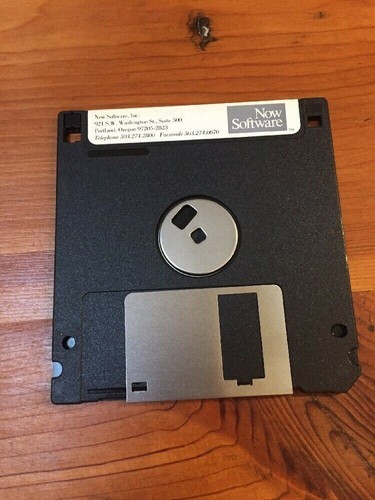 Now Software, Inc.
921 S.W. Washington St., Suite 500
Portland, Oregon 97205-2823
Telephone 503.274.2800 Facsimile 503.274.0670
Now
Software